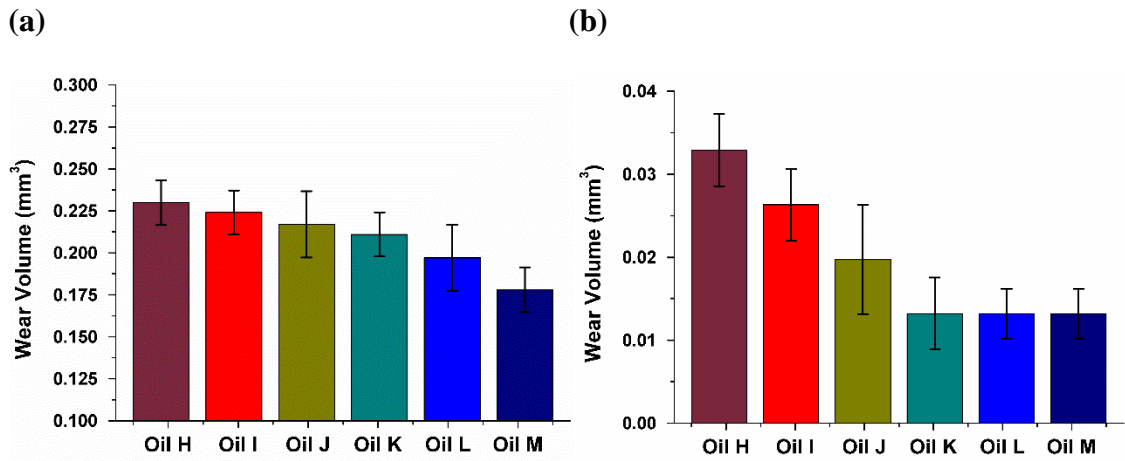 (a)
(b)
Wear Volume (mm³)
0.300
0.275
0.250
0.225
0.200
0.175
0.150
0.125
0.100
Oil H Oil I Oil J Oil K Oil L Oil M
Wear Volume (mm³)
0.04
0.03
0.02
0.01
0.00
Oil H Oil I Oil J Oil K Oil L Oil M